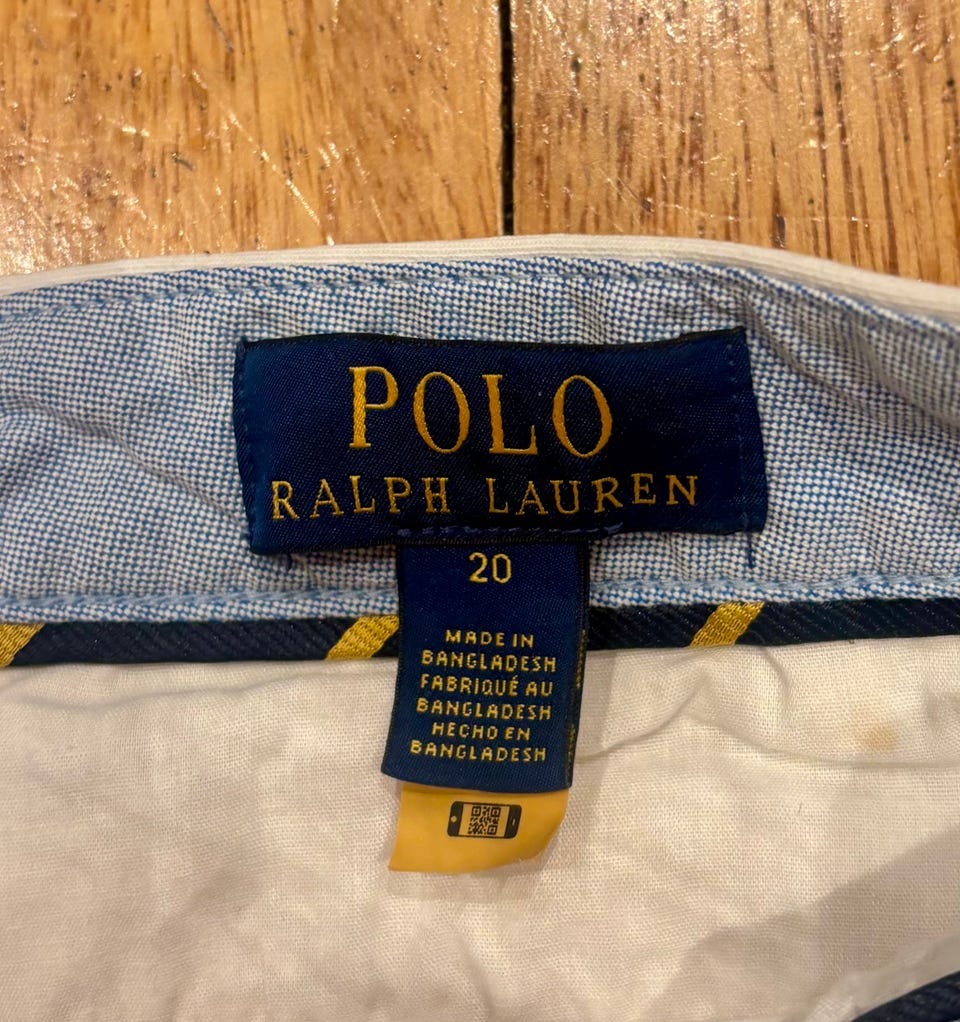 POLO
RALPH LAUREN
20
MADE IN
BANGLADESH
FABRIQUÉ AU
BANGLADESH
HECHO EN
BANGLADESH